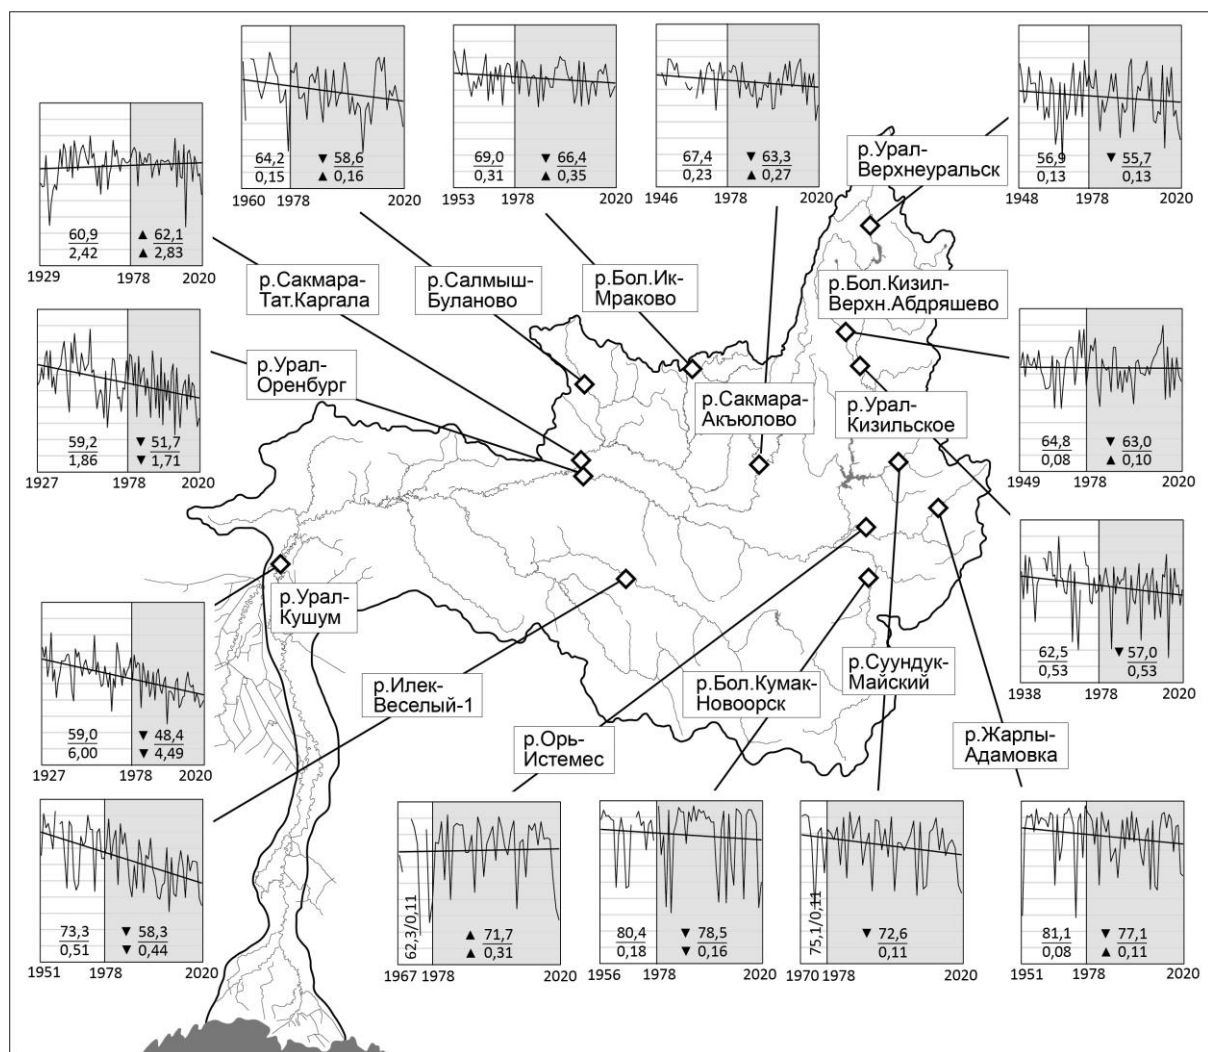 64,2
0,15
▼ 58,6
▲ 0,16
1960 1978 2020
69,0
0,31
▼ 66,4
▲ 0,35
1953 1978 2020
67,4
0,23
▼ 63,3
▲ 0,27
1946 1978 2020
56,9
0,13
▼ 55,7
0,13
1948 1978 2020
60,9
2,42
▲ 62,1
▲ 2,83
1929 1978 2020
р.Урал-
Верхнеуральск
р.Сакмара-
Тат.Каргала
р.Салмыш-
Буланово
р.Бол.Ик-
Мраково
р.Бол.Кизил-
Верхн.Абдряшево
59,2
1,86
▼ 51,7
▼ 1,71
1927 1978 2020
р.Урал-
Оренбург
р.Сакмара-
Акъюлово
р.Урал-
Кизильское
64,8
0,08
▼ 63,0
▲ 0,10
1949 1978 2020
62,5
0,53
▼ 57,0
0,53
1938 1978 2020
р.Урал-
Кушум
59,0
6,00
▼ 48,4
▼ 4,49
1927 1978 2020
р.Илек-
Веселый-1
р.Орь-
Истемес
р.Бол.Кумак-
Новоорск
р.Суундук-
Майский
р.Жарлы-
Адамовка
73,3
0,51
▼ 58,3
▼ 0,44
1951 1978 2020
62,3/0,11
▲ 71,7
▲ 0,31
1967 1978 2020
80,4
0,18
▼ 78,5
▼ 0,16
1956 1978 2020
75,1/0,11
▼ 72,6
0,11
1970 1978 2020
81,1
0,08
▼ 77,1
▲ 0,11
1951 1978 2020